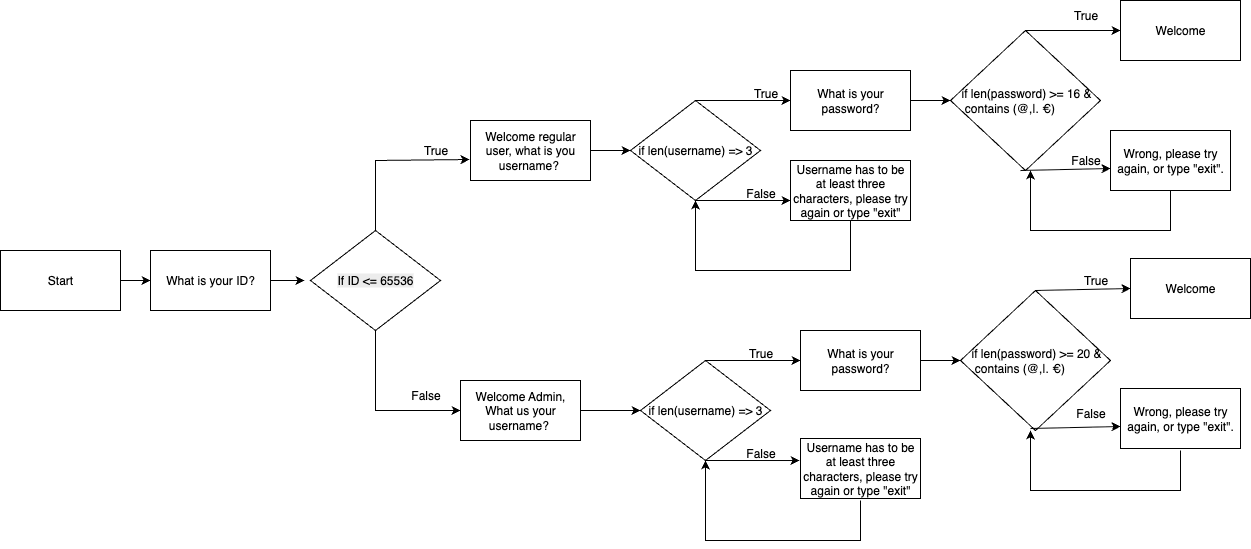 Start
What is your ID?
If ID <= 65536
True
Welcome regular
user, what is you
username?
if len(username) => 3
True
What is your
password?
if len(password) >= 16 &
contains (@,l. €)
True
Welcome
False
Wrong, please try
again, or type "exit".
False
Username has to be
at least three
characters, please try
again or type "exit"
False
Welcome Admin,
What us your
username?
if len(username) => 3
True
What is your
password?
if len(password) >= 20 &
contains (@,l. €)
True
Welcome
False
Wrong, please try
again, or type "exit".
False
Username has to be
at least three
characters, please try
again or type "exit"